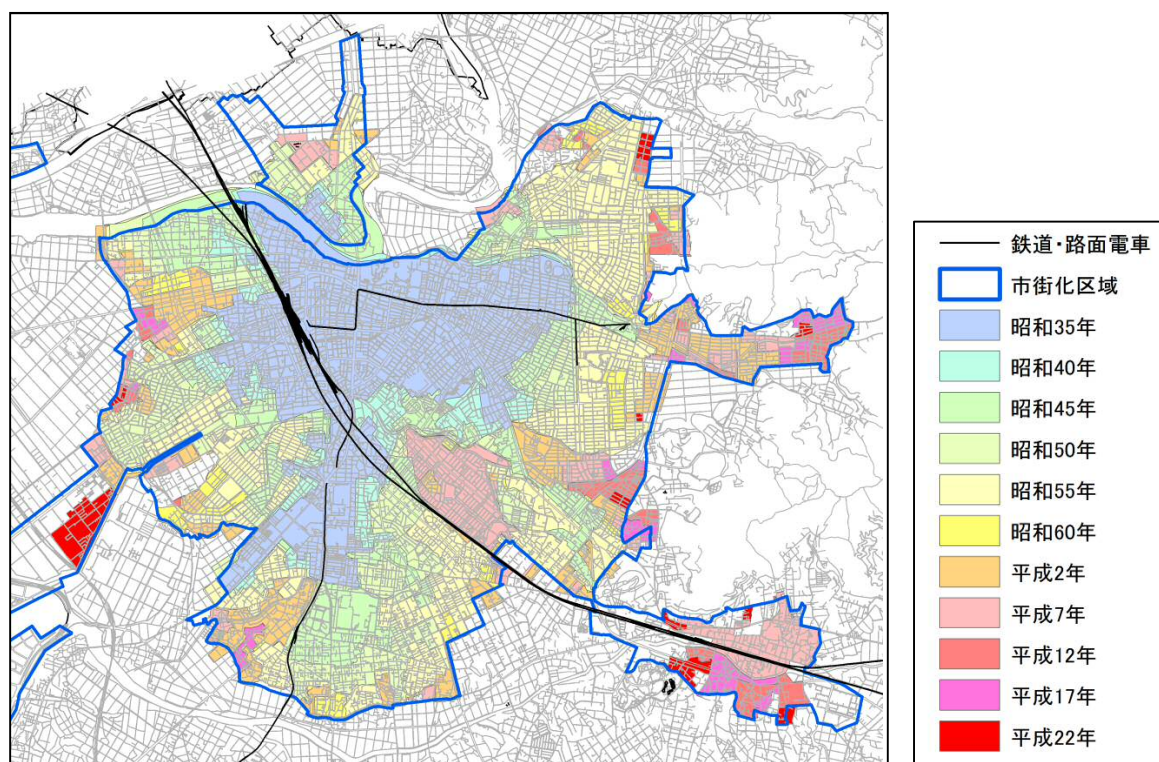 鉄道・路面電車
市街化区域
昭和35年
昭和40年
昭和45年
昭和50年
昭和55年
昭和60年
平成2年
平成7年
平成12年
平成17年
平成22年